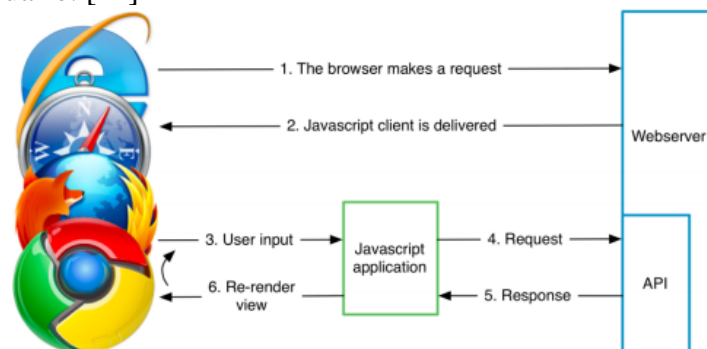 1. The browser makes a request
2. Javascript client is delivered
Webserver
3. User input
Javascript
application
4. Request
6. Re-render
view
5. Response
API
N
W
E